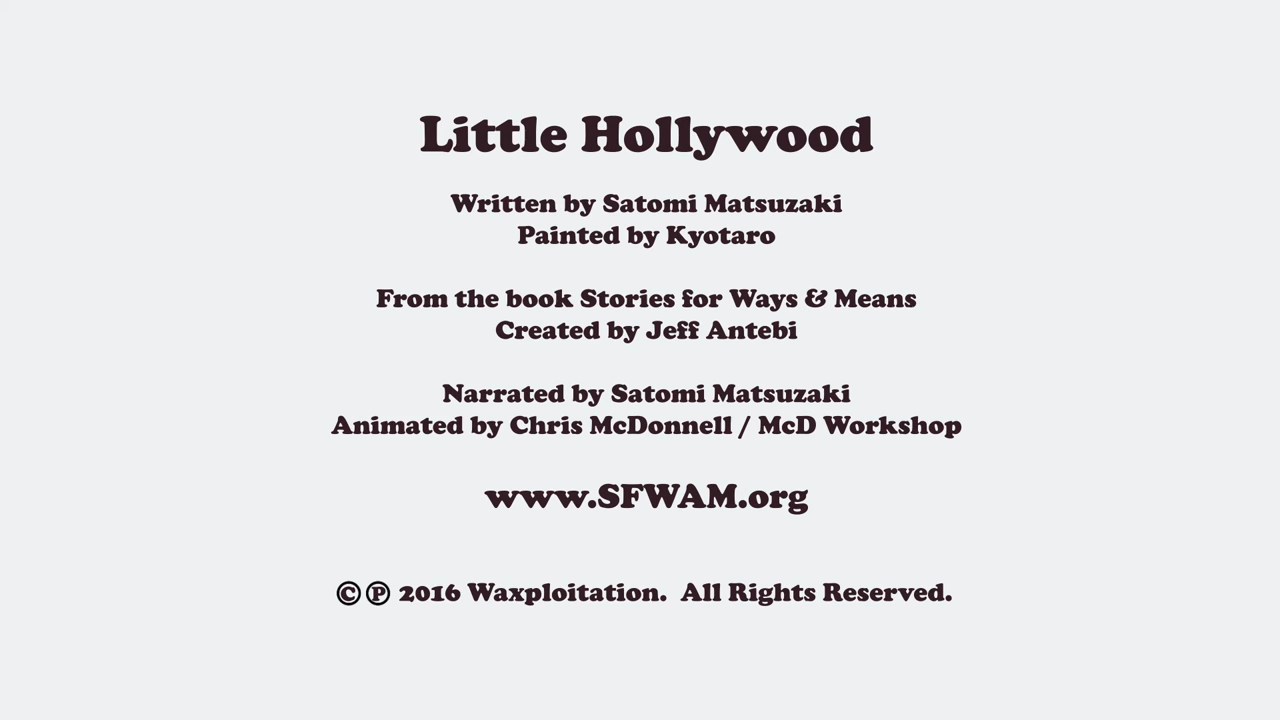 Little Hollywood
Written by Satomi Matsuzaki
Painted by Kyotaro
From the book Stories for Ways & Means
Created by Jeff Antebi
Narrated by Satomi Matsuzaki
Animated by Chris McDonnell / McD Workshop
www.SFWAM.org
©℗ 2016 Waxploitation.  All Rights Reserved.